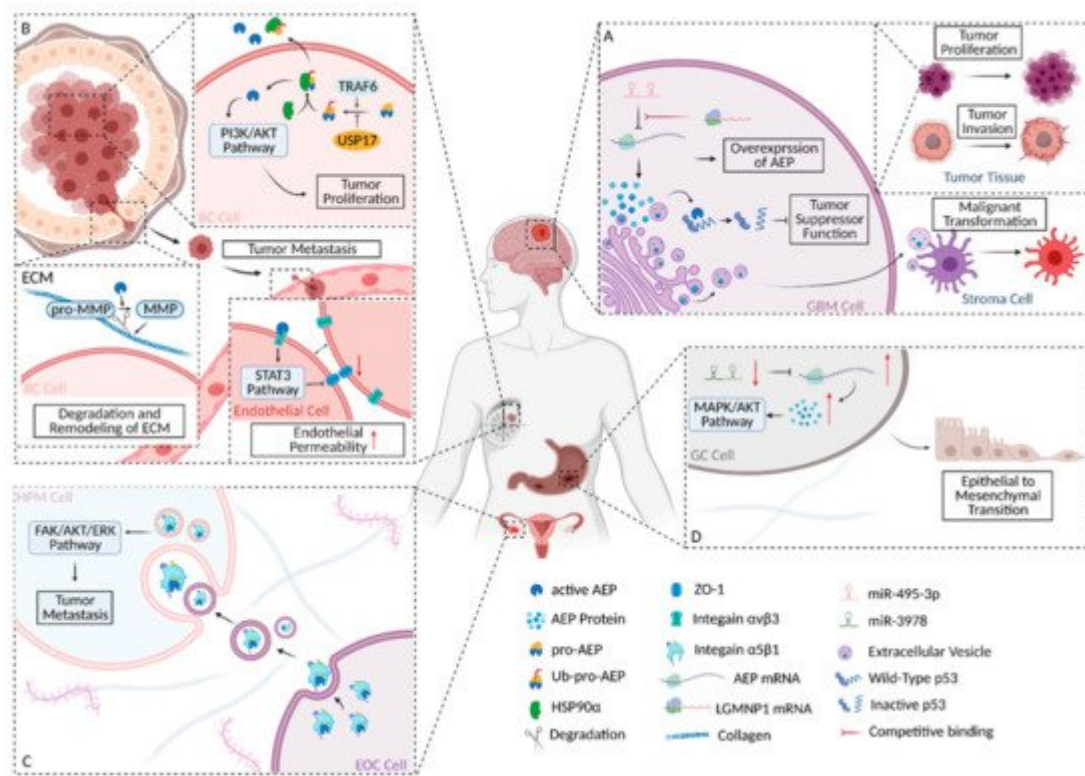 B
TRAF6
PI3K/AKT
Pathway
USP17
Tumor
Proliferation
BC Cell
Tumor Metastasis
ECM
pro-MMP
MMP
BC Cell
Degradation and
Remodeling of ECM
STAT3
Pathway
Endothelial Cell
Endothelial
Permeability
A
Overexprssion
of AEP
Tumor
Suppressor
Function
GBM Cell
Tumor
Proliferation
Tumor
Invasion
Tumor Tissue
Malignant
Transformation
Stroma Cell
MAPK/AKT
Pathway
GC Cell
Epithelial to
Mesenchymal
Transition
D
HPM Cell
FAK/AKT/ERK
Pathway
Tumor
Metastasis
C
EOC Cell
active AEP
AEP Protein
pro-AEP
Ub-pro-AEP
HSP90α
Degradation
ZO-1
Integain αvβ3
Integain α5β1
AEP mRNA
LGMNP1 mRNA
Collagen
miR-495-3p
miR-3978
Extracellular Vesicle
Wild-Type p53
Inactive p53
Competitive binding